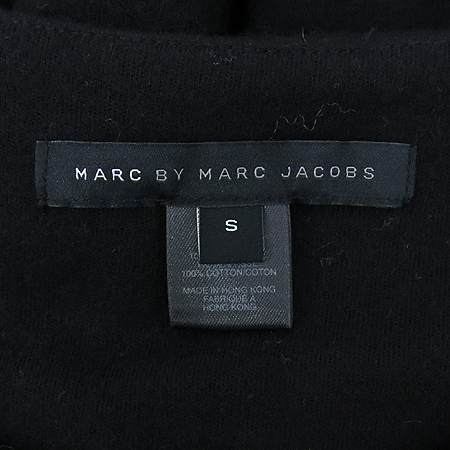 MARC BY MARC JACOBS
S
100% COTTON/COTON
MADE IN HONG KONG
FABRIQUÉ A
HONG KONG